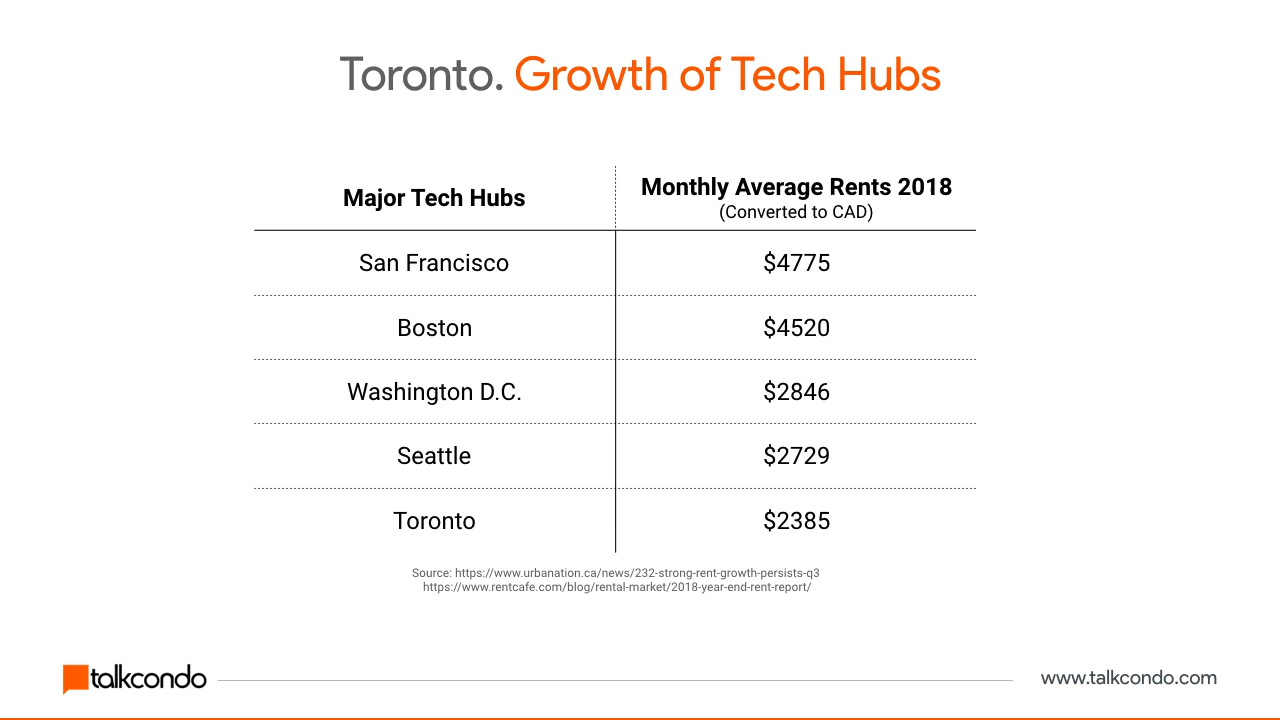 Toronto. Growth of Tech Hubs
Major Tech Hubs
Monthly Average Rents 2018
(Converted to CAD)
San Francisco $4775
Boston $4520
Washington D.C. $2846
Seattle $2729
Toronto $2385
Source: https://www.urbanation.ca/news/232-strong-rent-growth-persists-q3
https://www.rentcafe.com/blog/rental-market/2018-year-end-rent-report/
talkcondo
www.talkcondo.com